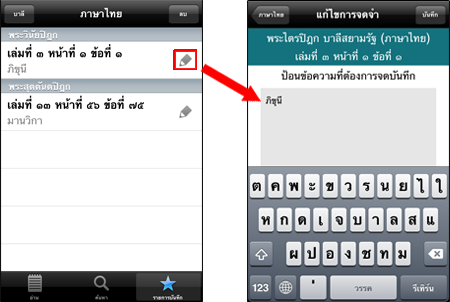 บาลี ภาษาไทย ลบ
พระวินัยปิฎก
เล่มที่ ๓ หน้าที่ ๑ ข้อที่ ๑
ภิขุนี
พระสุตตันตปิฎก
เล่มที่ ๑๓ หน้าที่ ๕๖ ข้อที่ ๗๕
มานวิกา
อ่าน ค้นหา รายการบันทึก
ภาษาไทย แก้ไขการจดจำ บันทึก
พระไตรปิฎก บาลีสยามรัฐ (ภาษาไทย)
เล่มที่ ๓ หน้าที่ ๑ ข้อที่ ๑
ป้อนข้อความที่ต้องการจดบันทึก
ภิขุนี
ต ค พ ะ ข ว ร น ย ไ ใ
ห ก ด เ จ บ า ล ส แ
ผ ป อ ง ช ท ม
123 ' วรรค รีเทิร์น